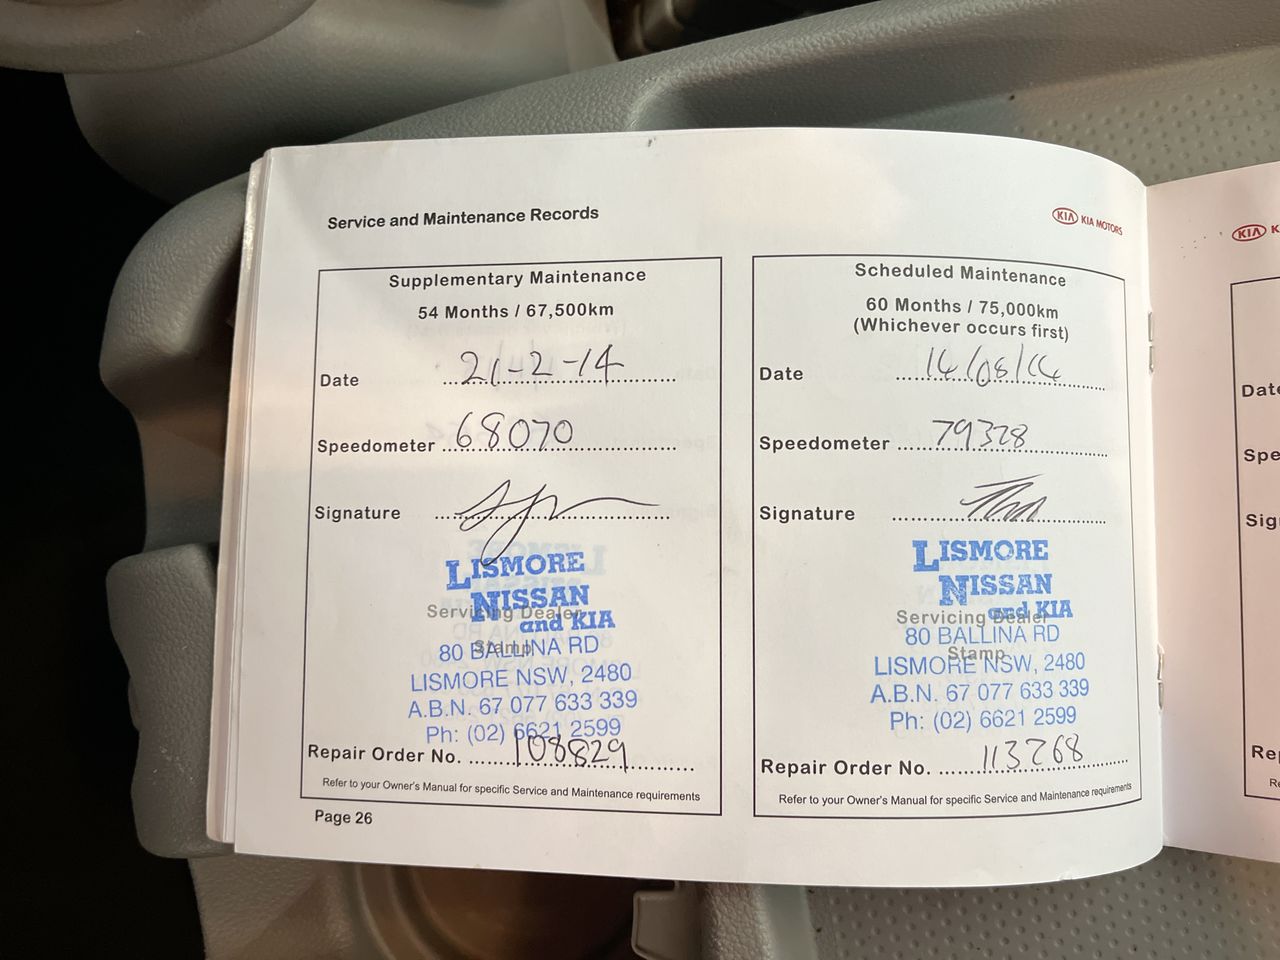 Service and Maintenance Records
KIA KIA MOTORS
Supplementary Maintenance
54 Months / 67,500km
Date 21-2-14
Speedometer 68070
Signature
LISMORE
NISSAN
and KIA
Servicing Dealer
Stamp
80 BALLINA RD
LISMORE NSW, 2480
A.B.N. 67 077 633 339
Ph: (02) 6621 2599
Repair Order No. 108829
Refer to your Owner's Manual for specific Service and Maintenance requirements
Page 26
Scheduled Maintenance
60 Months / 75,000km
(Whichever occurs first)
Date
Speedometer 79328
Signature
LISMORE
NISSAN
and KIA
Servicing Dealer
Stamp
80 BALLINA RD
LISMORE NSW, 2480
A.B.N. 67 077 633 339
Ph: (02) 6621 2599
Repair Order No. 113268
Refer to your Owner's Manual for specific Service and Maintenance requirements
KIA